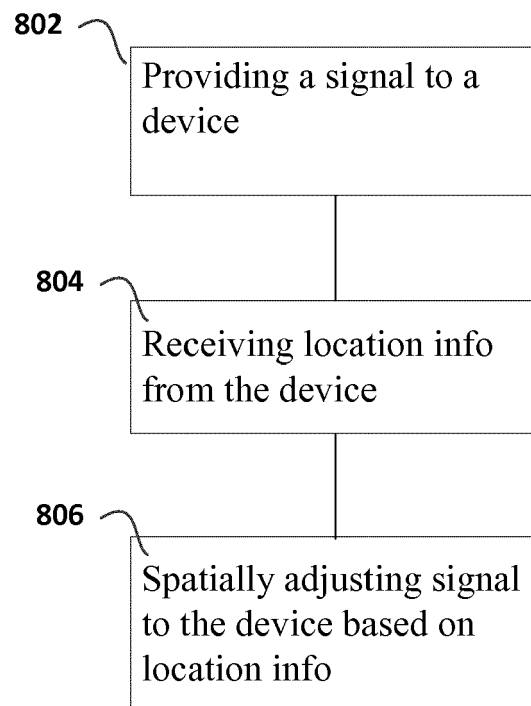 802
Providing a signal to a
device
804
Receiving location info
from the device
806
Spatially adjusting signal
to the device based on
location info